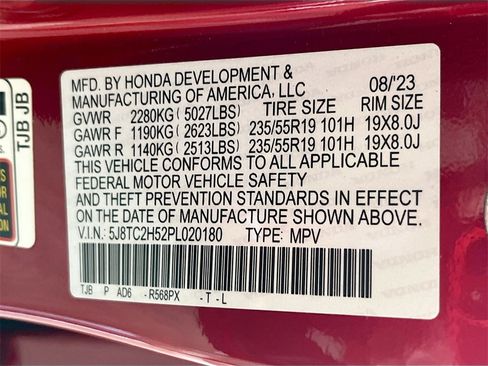 MFD. BY HONDA DEVELOPMENT &
MANUFACTURING OF AMERICA, LLC 08/'23
GVWR 2280KG (5027LBS) TIRE SIZE RIM SIZE
GAWR F 1190KG (2623LBS) 235/55R19 101H 19X8.0J
GAWR R 1140KG (2513LBS) 235/55R19 101H 19X8.0J
THIS VEHICLE CONFORMS TO ALL APPLICABLE
FEDERAL MOTOR VEHICLE SAFETY
AND THEFT PREVENTION STANDARDS IN EFFECT
ON THE DATE OF MANUFACTURE SHOWN ABOVE.
V.I.N.: 5J8TC2H52PL020180 TYPE: MPV
TJB P AD6 - R568PX - T - L
TJB JB